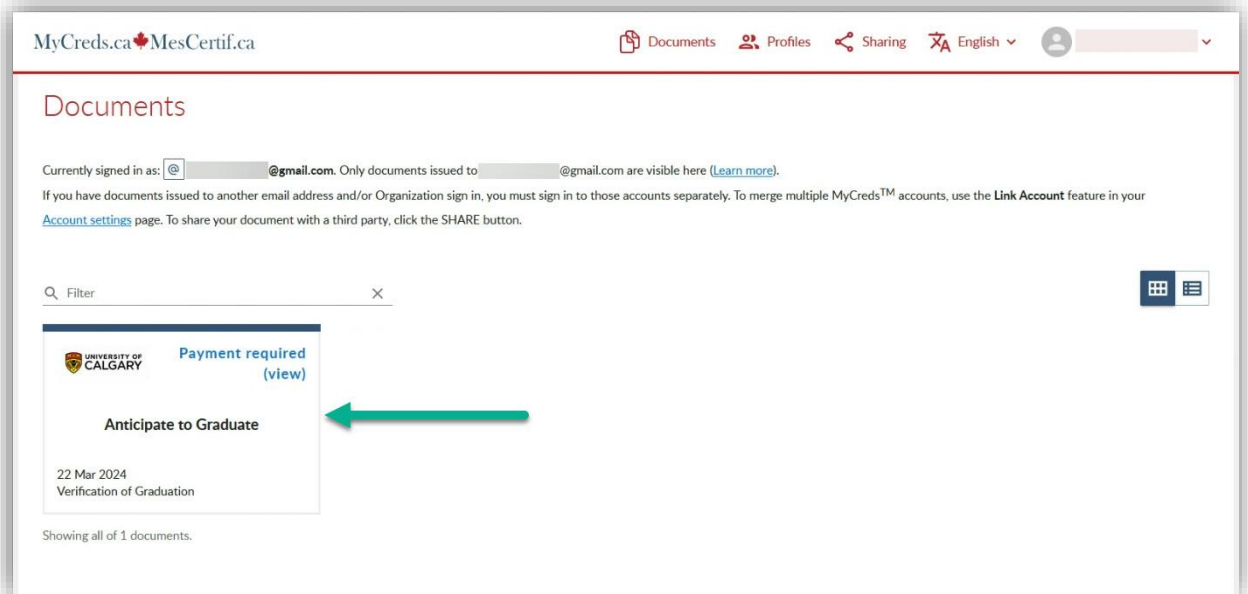 MyCreds.ca MesCertif.ca
Documents
Profiles
Sharing
English
Documents
Currently signed in as: @ @gmail.com. Only documents issued to @gmail.com are visible here (Learn more).
If you have documents issued to another email address and/or Organization sign in, you must sign in to those accounts separately. To merge multiple MyCreds™ accounts, use the Link Account feature in your
Account settings page. To share your document with a third party, click the SHARE button.
Filter
UNIVERSITY OF
CALGARY
Payment required
(view)
Anticipate to Graduate
22 Mar 2024
Verification of Graduation
Showing all of 1 documents.